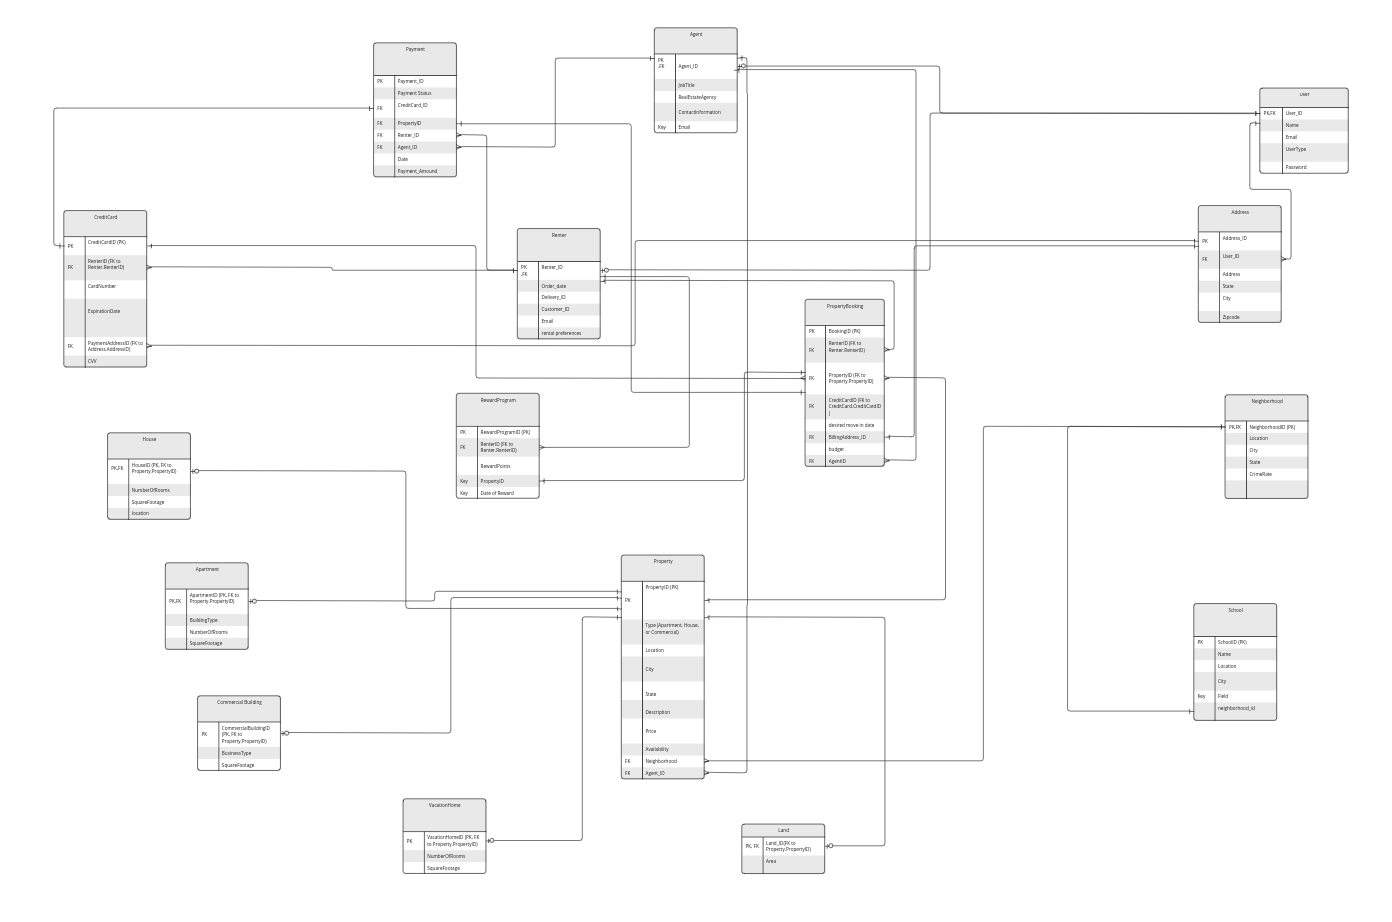 Payment
PK Payment_ID
Payment Status
FK CreditCard_ID
FK PropertyID
FK Renter_ID
FK Agent_ID
Date
Payment_Amound
Agent
PK
,FK Agent_ID
JobTitle
RealEstateAgency
ContactInformation
Key Email
User
PK,FK User_ID
Name
Email
UserType
Password
CreditCard
PK CreditCardID (PK)
FK RenterID (FK to
Renter.RenterID)
CardNumber
ExpirationDate
FK PaymentAddressID (FK to
Address.AddressID)
CVV
Renter
PK
,FK Renter_ID
Order_date
Delivery_ID
Customer_ID
Email
rental preferences
Address
PK Address_ID
FK User_ID
Address
State
City
Zipcode
PropertyBooking
PK BookingID (PK)
FK RenterID (FK to
Renter.RenterID)
FK PropertyID (FK to
Property.PropertyID)
FK CreditCardID (FK to
CreditCard.CreditCardID
)
desired move-in date
FK BillingAddress_ID
budget
FK AgentID
RewardProgram
PK RewardProgramID (PK)
FK RenterID (FK to
Renter.RenterID)
RewardPoints
Key PropertyID
Key Date of Reward
Neighborhood
PK,FK NeighborhoodID (PK)
Location
City
State
CrimeRate
House
PK,FK HouseID (PK, FK to
Property.PropertyID)
NumberOfRooms
SquareFootage
location
Apartment
PK,FK ApartmentID (PK, FK to
Property.PropertyID)
BuildingType
NumberOfRooms
SquareFootage
Property
PK PropertyID (PK)
Type (Apartment, House,
or Commercial)
Location
City
State
Description
Price
Availability
FK Neighborhood
FK Agent_ID
School
PK SchoolID (PK)
Name
Location
City
Key Field
neighborhood_id
Commercial Building
PK CommercialBuildingID
(PK, FK to
Property.PropertyID)
BusinessType
SquareFootage
VacationHome
PK VacationHomeID (PK, FK
to Property.PropertyID)
NumberOfRooms
SquareFootage
Land
PK, FK Land_ID(FK to
Property.PropertyID)
Area